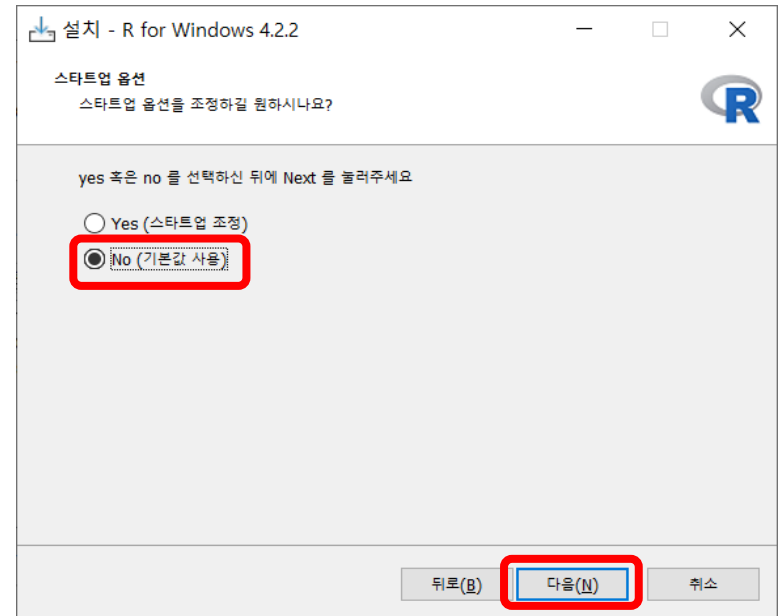 설치 - R for Windows 4.2.2
스타트업 옵션
스타트업 옵션을 조정하길 원하시나요?
R
yes 혹은 no 를 선택하신 뒤에 Next 를 눌러주세요
Yes (스타트업 조정)
No (기본값 사용)
뒤로(B) 다음(N) 취소